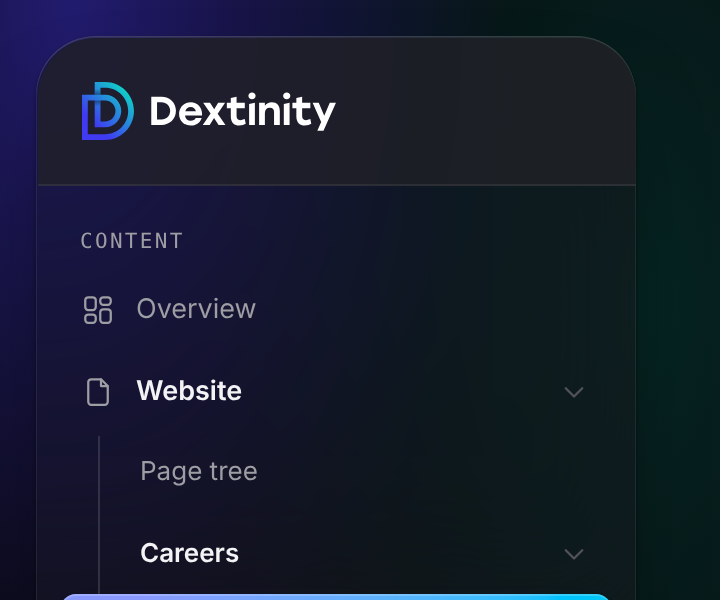 Dextinity
CONTENT
Overview
Website
Page tree
Careers